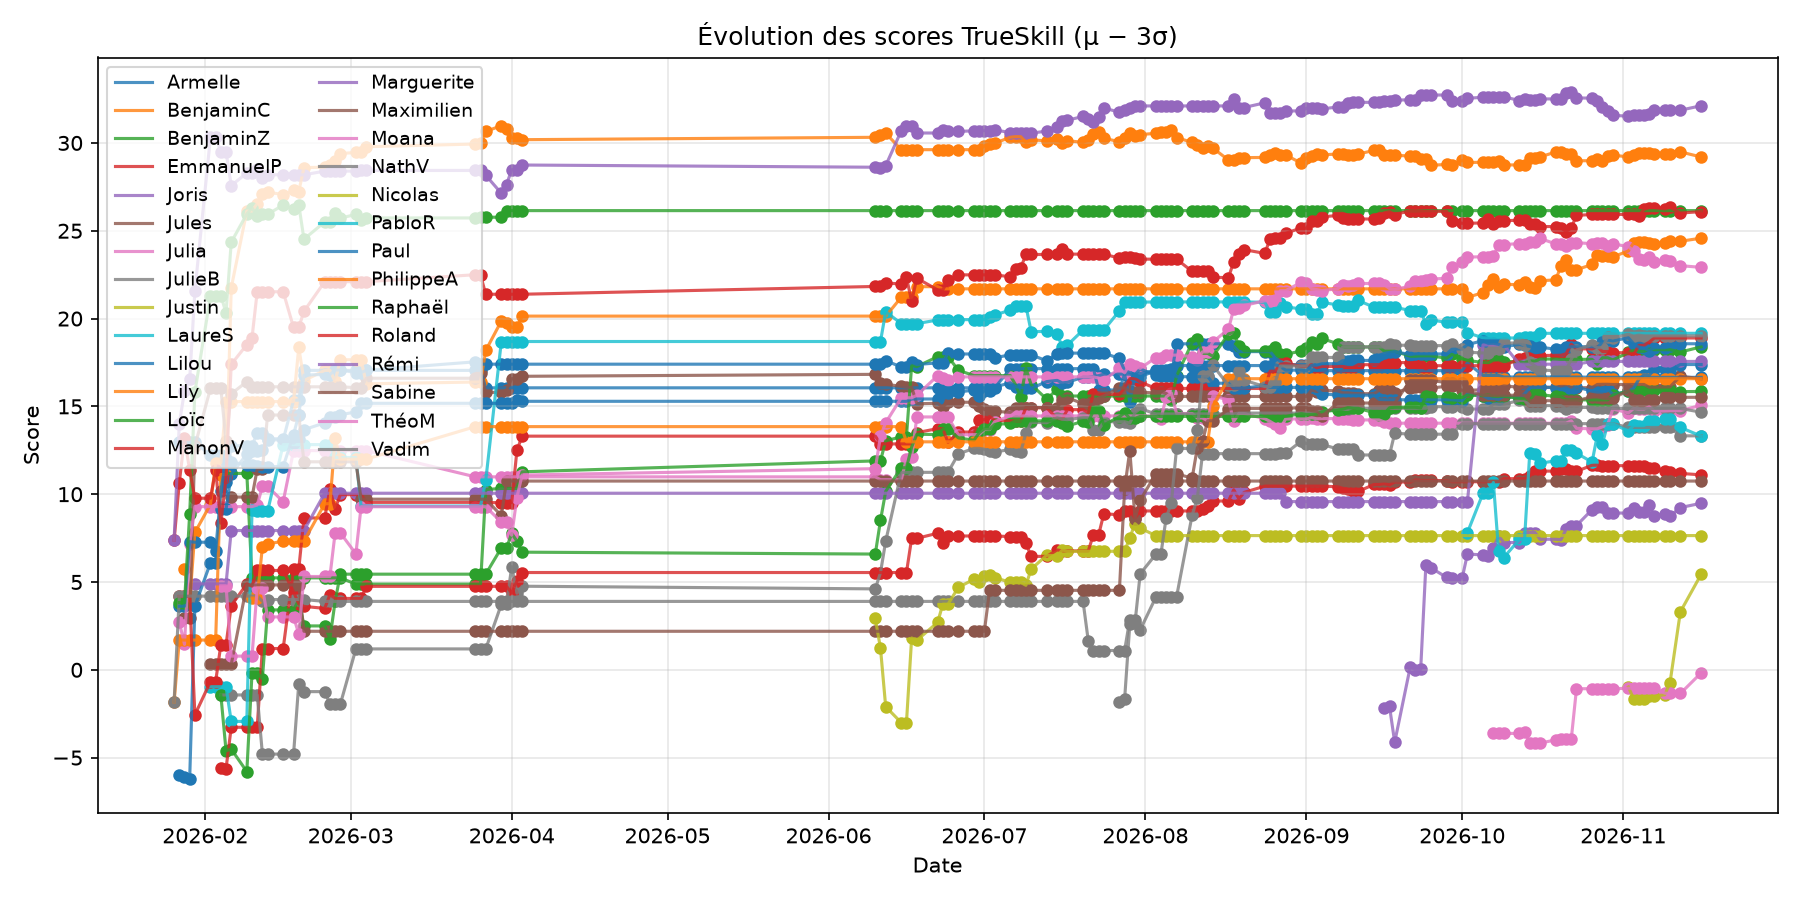 Évolution des scores TrueSkill (μ − 3σ)
Armelle
BenjaminC
BenjaminZ
EmmanuelP
Joris
Jules
Julia
JulieB
Justin
LaureS
Lilou
Lily
Loïc
ManonV
Marguerite
Maximilien
Moana
NathV
Nicolas
PabloR
Paul
PhilippeA
Raphaël
Roland
Rémi
Sabine
ThéoM
Vadim
Score
30
25
20
15
10
5
0
−5
2026-02 2026-03 2026-04 2026-05 2026-06 2026-07 2026-08 2026-09 2026-10 2026-11
Date